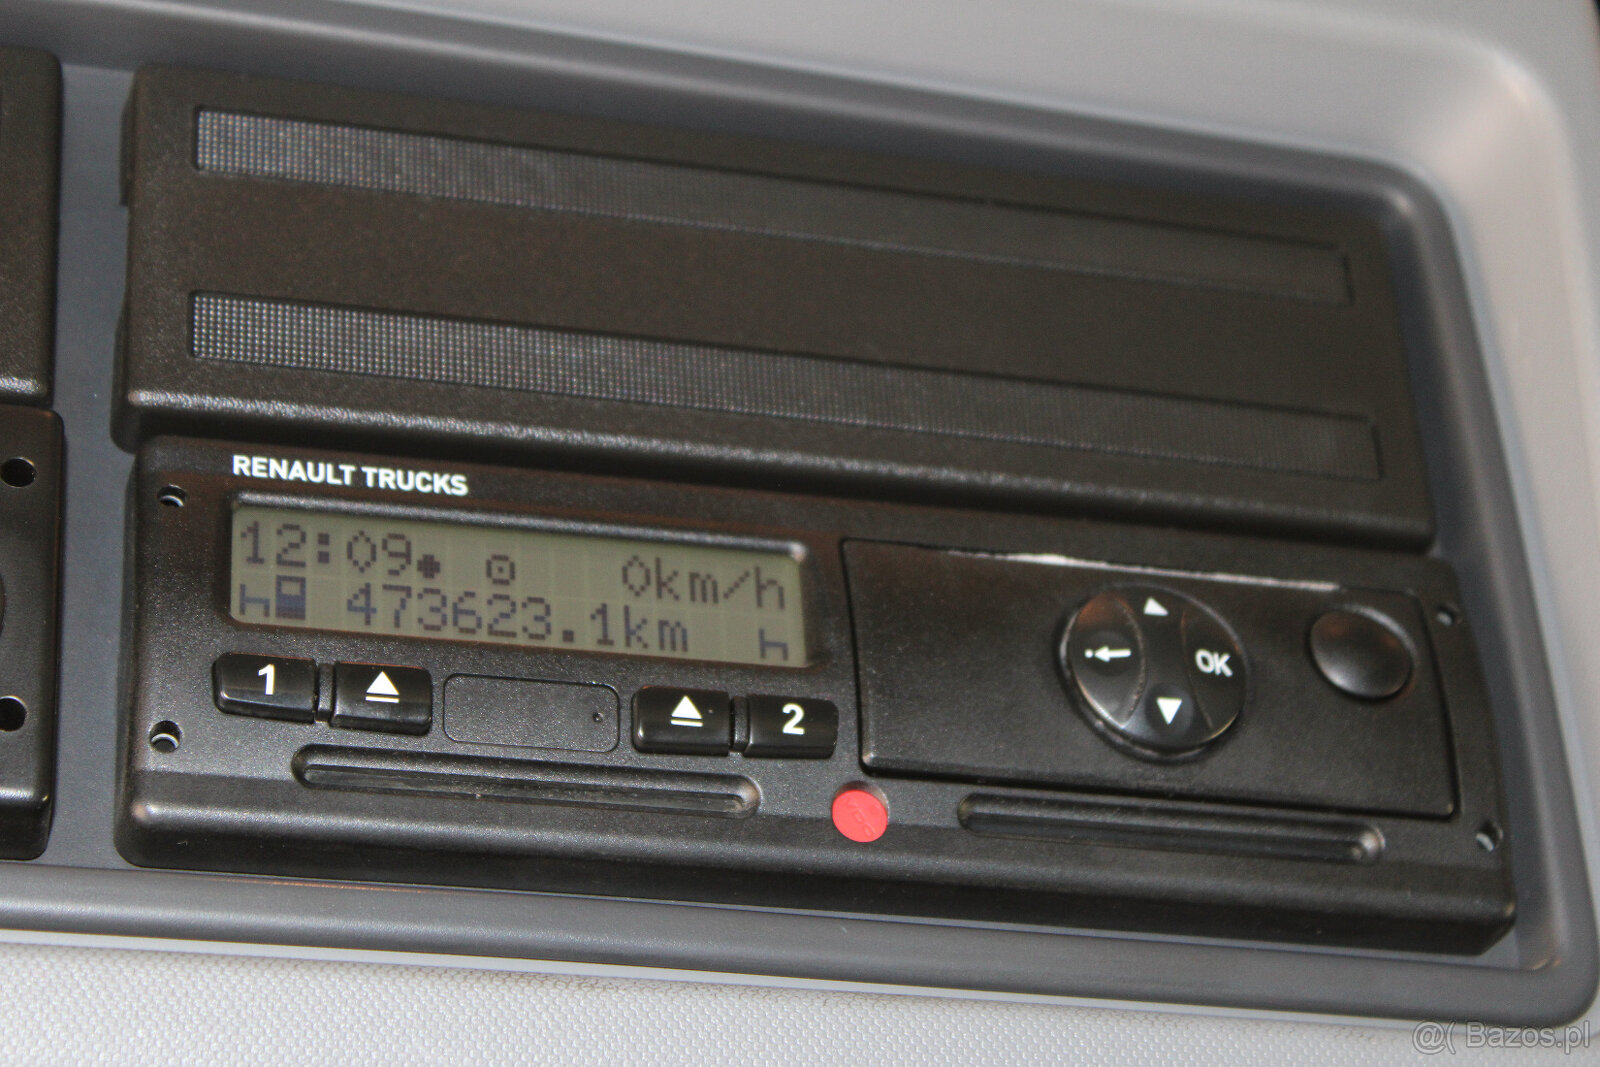 RENAULT TRUCKS
12:09 0km/h
473623.1km
1 2
OK
@( Bazos.pl